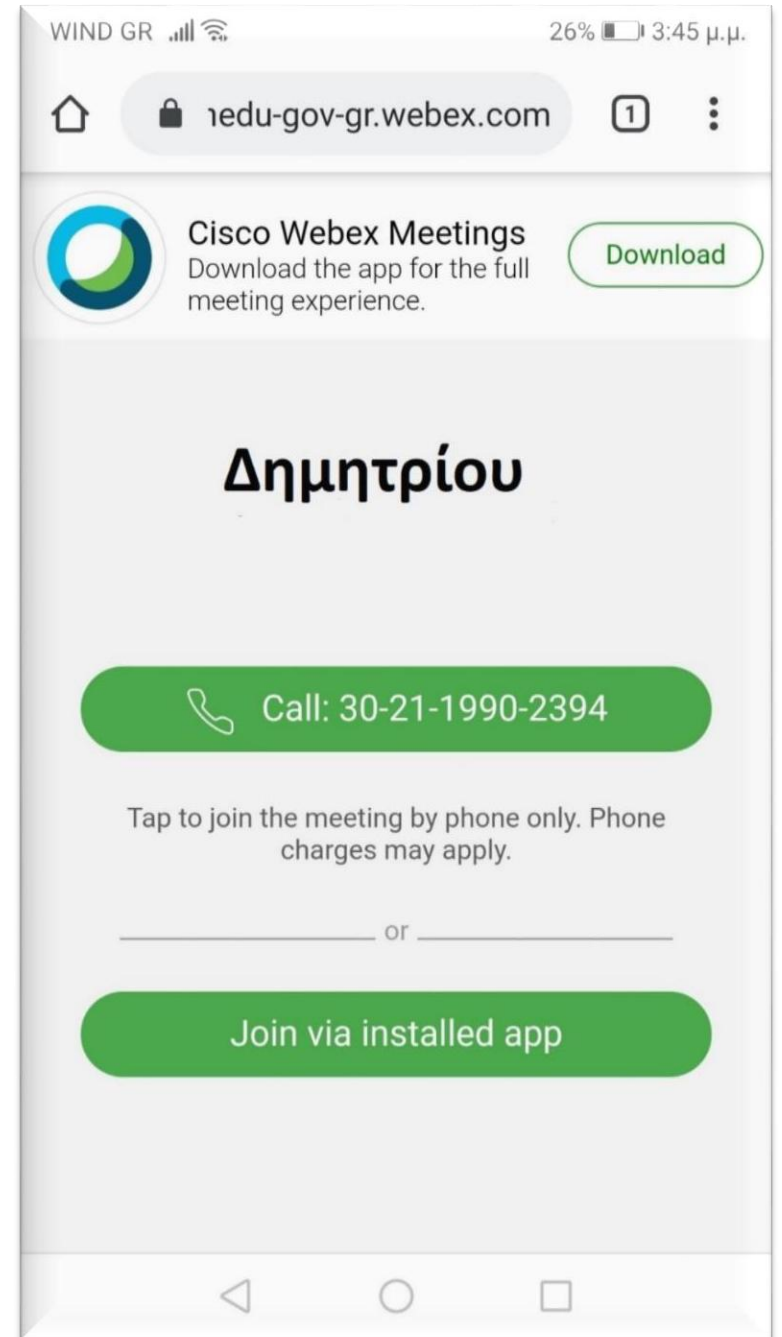 WIND GR 26% 3:45 μ.μ.
nedu-gov-gr.webex.com 1
Cisco Webex Meetings
Download the app for the full
meeting experience.
Download
Δημητρίου
Call: 30-21-1990-2394
Tap to join the meeting by phone only. Phone
charges may apply.
or
Join via installed app